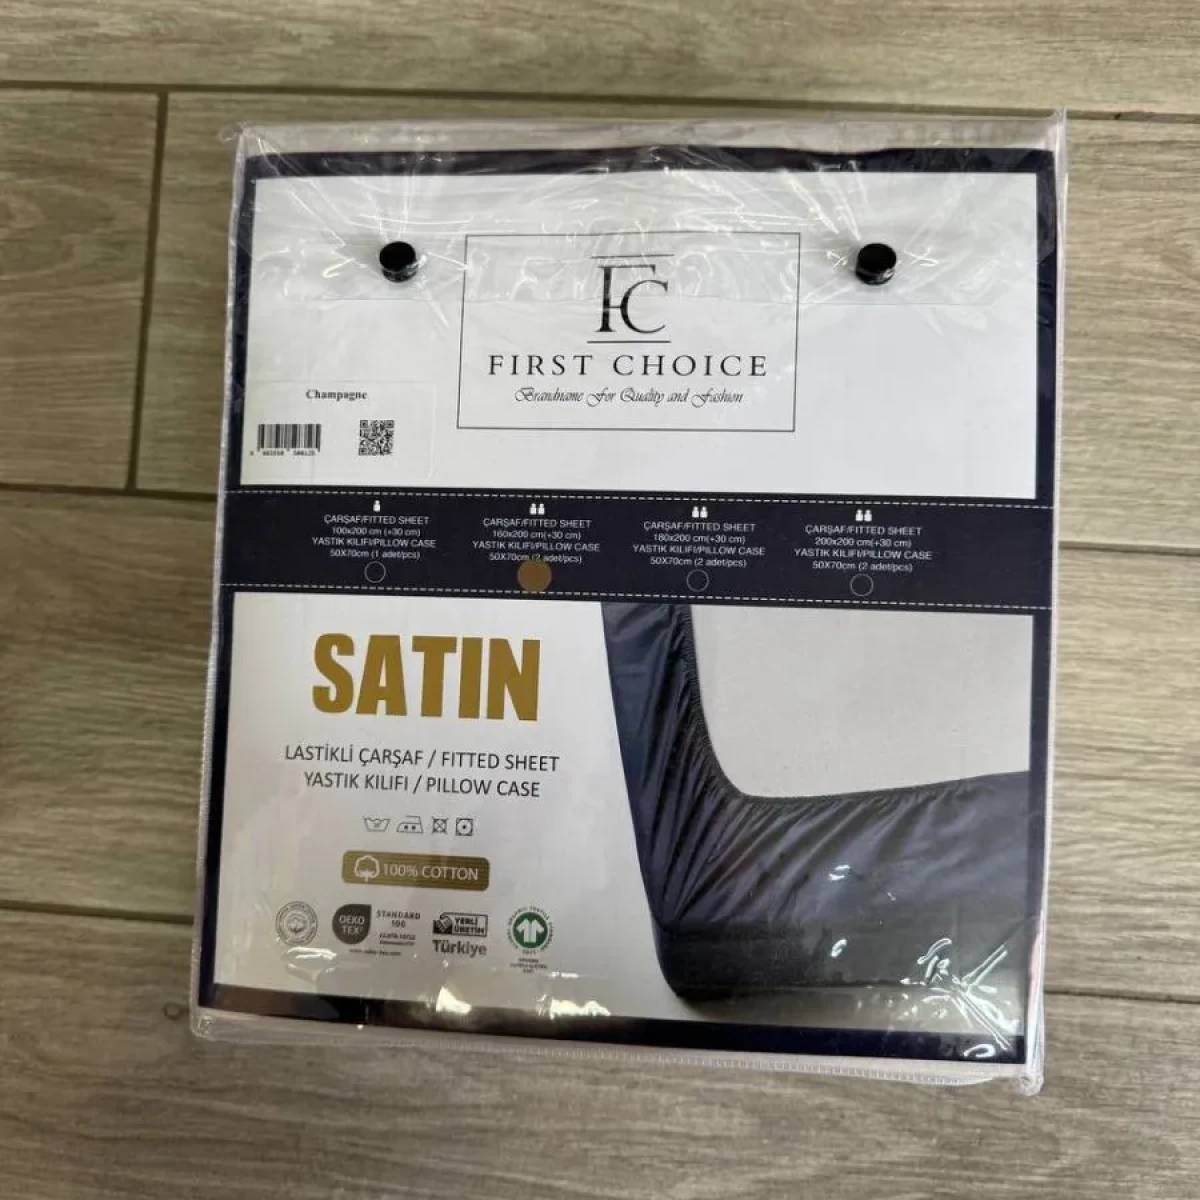 FC
FIRST CHOICE
Brandname For Quality and Fashion
Champagne
ÇARŞAF/FITTED SHEET
100x200 cm(+30 cm)
YASTIK KILIFI/PILLOW CASE
50X70cm (1 adet/pcs)
ÇARŞAF/FITTED SHEET
160x200 cm(+30 cm)
YASTIK KILIFI/PILLOW CASE
50X70cm (2 adet/pcs)
ÇARŞAF/FITTED SHEET
180x200 cm(+30 cm)
YASTIK KILIFI/PILLOW CASE
50X70cm (2 adet/pcs)
ÇARŞAF/FITTED SHEET
200x200 cm(+30 cm)
YASTIK KILIFI/PILLOW CASE
50X70cm (2 adet/pcs)
SATIN
LASTİKLİ ÇARŞAF / FITTED SHEET
YASTIK KILIFI / PILLOW CASE
100% COTTON
OEKO
TEX
STANDARD
100
YERLİ
ÜRETİM
Türkiye